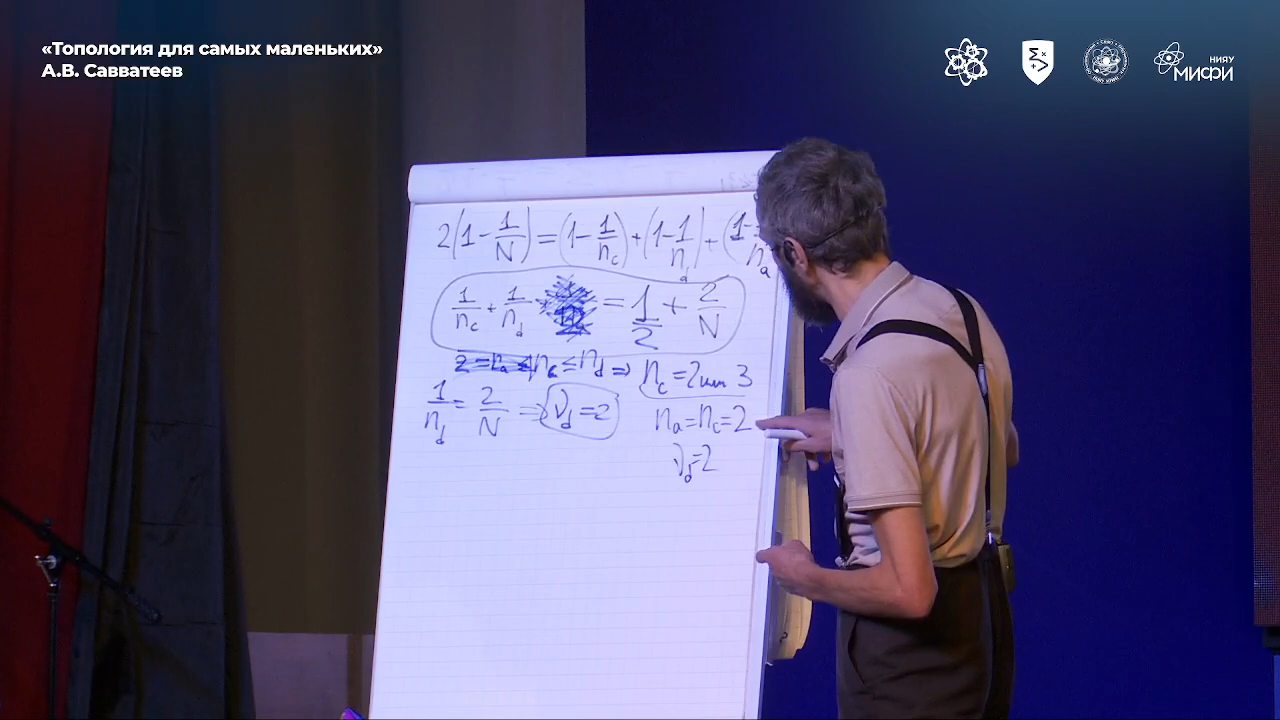 «Топология для самых маленьких»
А.В. Савватеев
НИЯУ
МИФИ
2(1 - 1/N) = (1 - 1/n_c) + (1 - 1/n_d) + (1 - 1/n_a
1/n_c + 1/n_d = 1/2 + 2/N
n_c ≤ n_d ⇒ n_c = 2 или 3
1/n_d = 2/N ⇒ ν_d = 2
n_a = n_c = 2
ν_d = 2